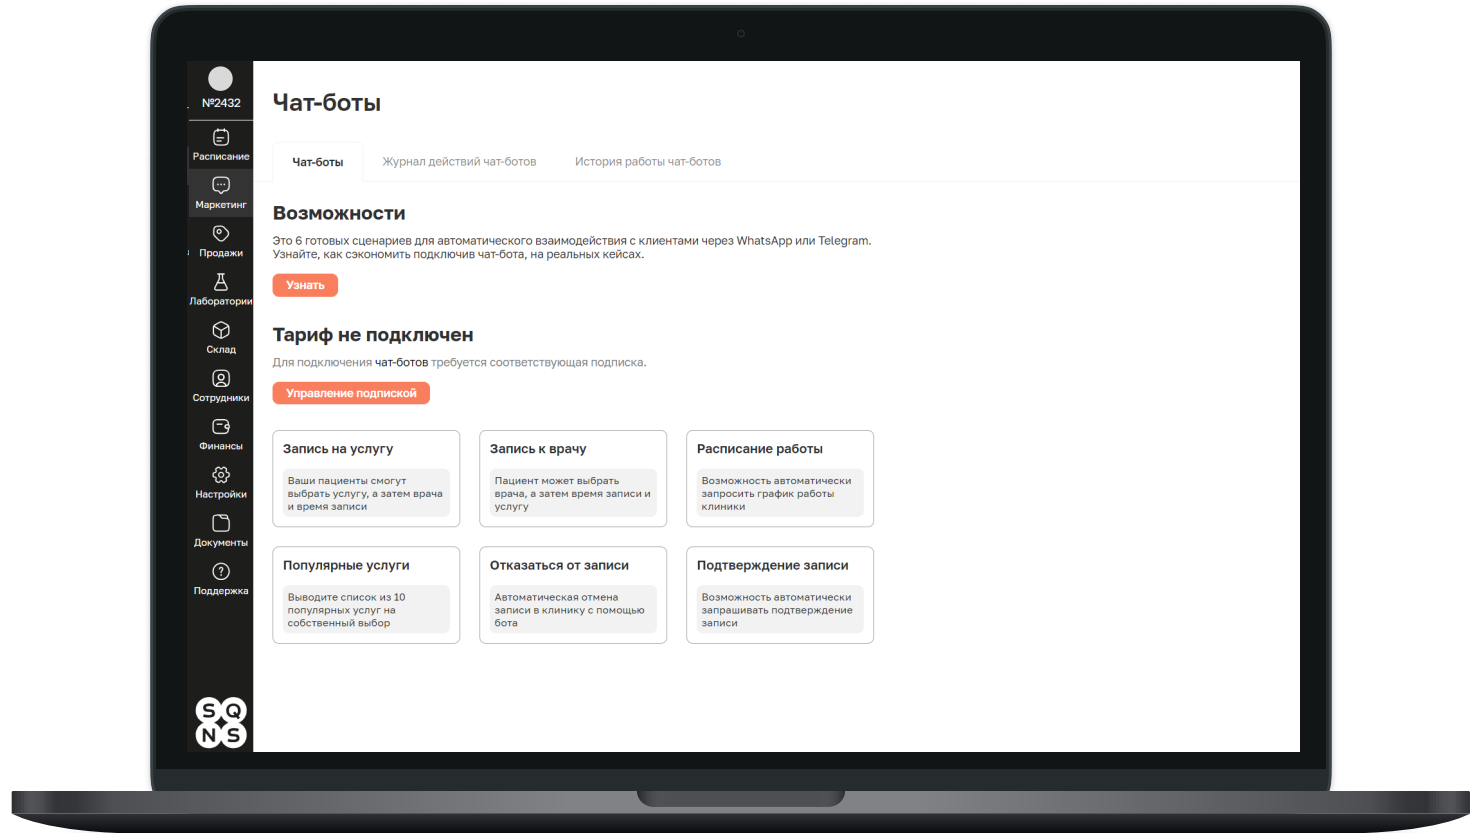 №2432
Расписание
Маркетинг
Продажи
Лаборатории
Склад
Сотрудники
Финансы
Настройки
Документы
Поддержка
SQ
NS
Чат-боты
Чат-боты
Журнал действий чат-ботов
История работы чат-ботов
Возможности
Это 6 готовых сценариев для автоматического взаимодействия с клиентами через WhatsApp или Telegram.
Узнайте, как сэкономить подключив чат-бота, на реальных кейсах.
Узнать
Тариф не подключен
Для подключения чат-ботов требуется соответствующая подписка.
Управление подпиской
Запись на услугу
Ваши пациенты смогут
выбрать услугу, а затем врача
и время записи
Запись к врачу
Пациент может выбрать
врача, а затем время записи и
услугу
Расписание работы
Возможность автоматически
запросить график работы
клиники
Популярные услуги
Выводите список из 10
популярных услуг на
собственный выбор
Отказаться от записи
Автоматическая отмена
записи в клинику с помощью
бота
Подтверждение записи
Возможность автоматически
запрашивать подтверждение
записи